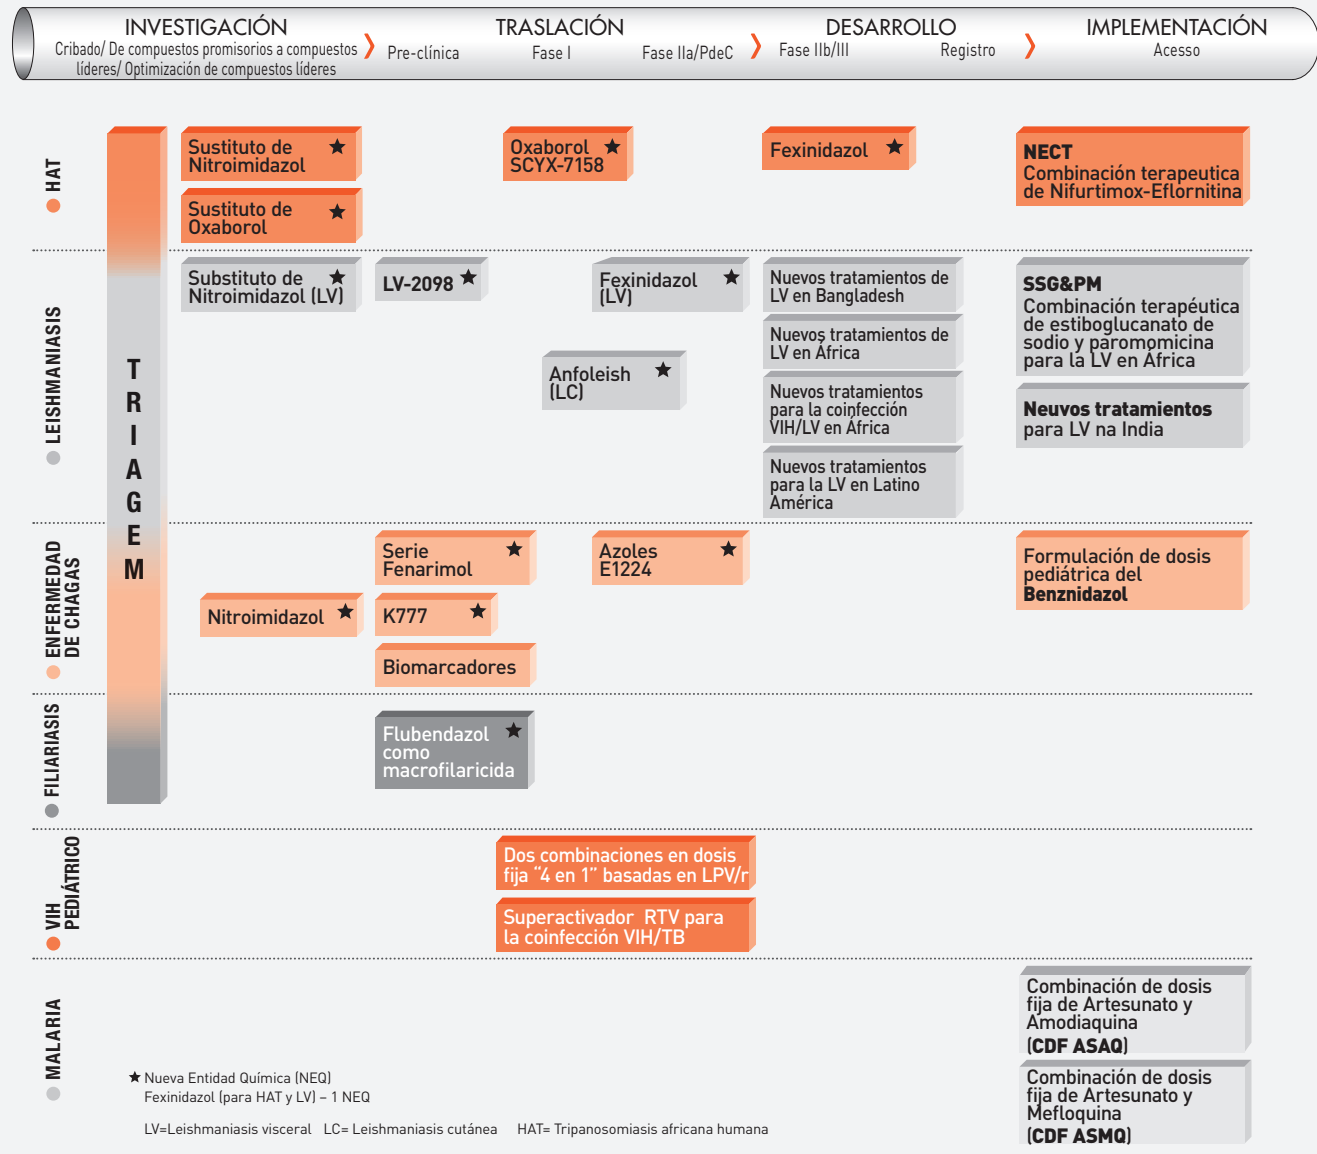 INVESTIGACIÓN
Cribado/ De compuestos promisorios a compuestos
líderes/ Optimización de compuestos líderes
TRASLACIÓN
Pre-clínica
Fase I
Fase IIa/PdeC
DESARROLLO
Fase IIb/III
Registro
IMPLEMENTACIÓN
Acesso
TRIAGEM
HAT
Sustituto de
Nitroimidazol
Sustituto de
Oxaborol
Oxaborol
SCYX-7158
Fexinidazol
NECT
Combinación terapeutica
de Nifurtimox-Eflornitina
LEISHMANIASIS
Substituto de
Nitroimidazol (LV)
LV-2098
Fexinidazol
(LV)
Anfoleish
(LC)
Nuevos tratamientos de
LV en Bangladesh
Nuevos tratamientos de
LV en África
Nuevos tratamientos
para la coinfección
VIH/LV en África
Nuevos tratamientos
para la LV en Latino
América
SSG&PM
Combinación terapéutica
de estiboglucanato de
sodio y paromomicina
para la LV en África
Neuvos tratamientos
para LV na India
ENFERMEDAD
DE CHAGAS
Nitroimidazol
Serie
Fenarimol
K777
Biomarcadores
Azoles
E1224
Formulación de dosis
pediátrica del
Benznidazol
FILIARIASIS
Flubendazol
como
macrofilaricida
VIH
PEDIÁTRICO
Dos combinaciones en dosis
fija “4 en 1” basadas en LPV/r
Superactivador RTV para
la coinfección VIH/TB
MALARIA
Combinación de dosis
fija de Artesunato y
Amodiaquina
(CDF ASAQ)
Combinación de dosis
fija de Artesunato y
Mefloquina
(CDF ASMQ)
★ Nueva Entidad Química (NEQ)
Fexinidazol (para HAT y LV) – 1 NEQ
LV=Leishmaniasis visceral LC= Leishmaniasis cutánea HAT= Tripanosomiasis africana humana